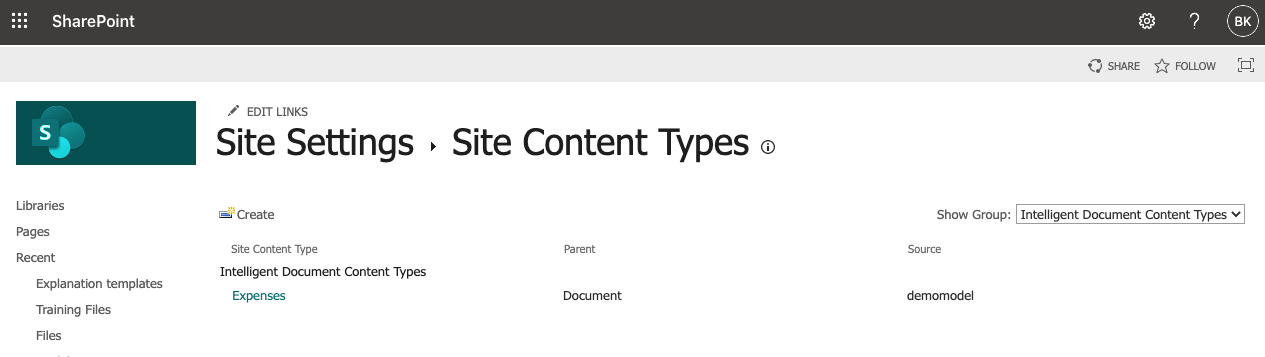 SharePoint
?
BK
SHARE
FOLLOW
S
EDIT LINKS
Site Settings ▸ Site Content Types
Libraries
Pages
Recent
Explanation templates
Training Files
Files
Create
Show Group: Intelligent Document Content Types
Site Content Type Parent Source
Intelligent Document Content Types
Expenses Document demomodel